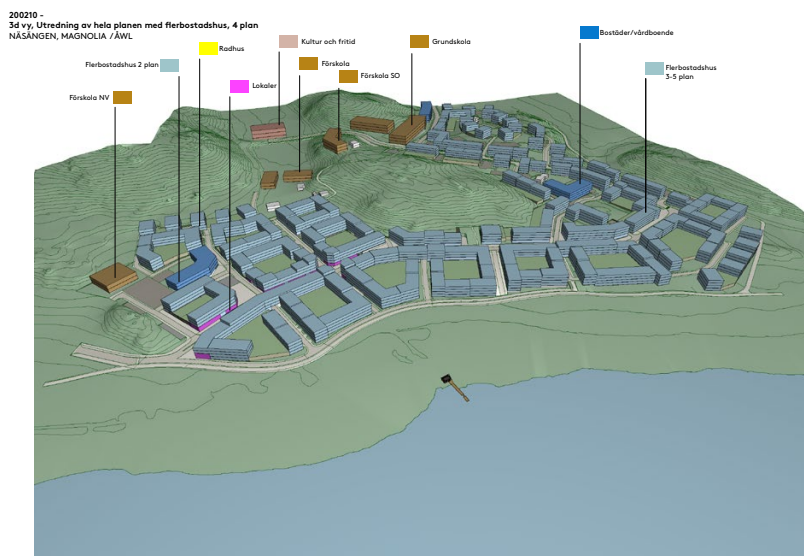 200210 -
3d vy, Utredning av hela planen med flerbostadshus, 4 plan
NÄSÄNGEN, MAGNOLIA / ÅWL
Bostäder/vårdboende
Kultur och fritid
Grundskola
Radhus
Flerbostadshus 2 plan
Förskola
Flerbostadshus
3-5 plan
Förskola SO
Lokaler
Förskola NV